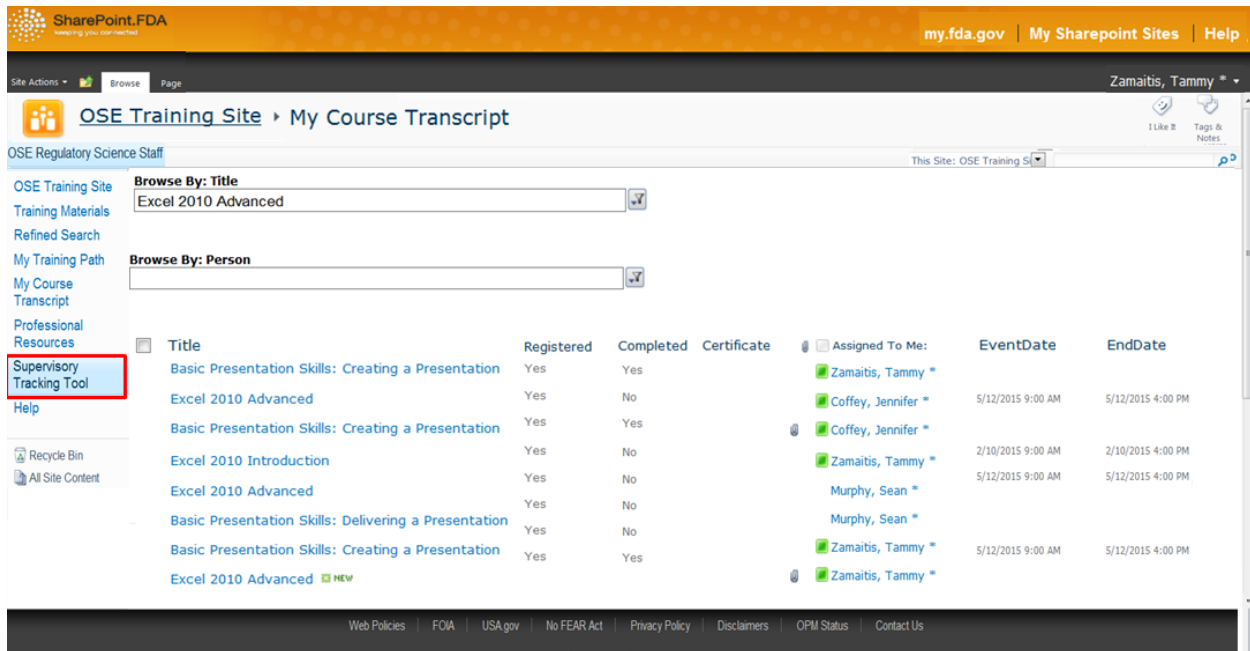 SharePoint.FDA
keeping you connected
my.fda.gov | My Sharepoint Sites | Help
Site Actions Browse Page Zamaitis, Tammy *
OSE Training Site My Course Transcript
I Like It Tags & Notes
OSE Regulatory Science Staff
This Site: OSE Training Si
OSE Training Site
Training Materials
Refined Search
My Training Path
My Course
Transcript
Professional
Resources
Supervisory
Tracking Tool
Help
Recycle Bin
All Site Content
Browse By: Title
Excel 2010 Advanced
Browse By: Person
Title Registered Completed Certificate Assigned To Me: EventDate EndDate
Basic Presentation Skills: Creating a Presentation Yes Yes Zamaitis, Tammy *
Excel 2010 Advanced Yes No Coffey, Jennifer * 5/12/2015 9:00 AM 5/12/2015 4:00 PM
Basic Presentation Skills: Creating a Presentation Yes Yes Coffey, Jennifer *
Excel 2010 Introduction Yes No Zamaitis, Tammy * 2/10/2015 9:00 AM 2/10/2015 4:00 PM
Excel 2010 Advanced Yes No Murphy, Sean * 5/12/2015 9:00 AM 5/12/2015 4:00 PM
Basic Presentation Skills: Delivering a Presentation Yes No Murphy, Sean *
Basic Presentation Skills: Creating a Presentation Yes No Zamaitis, Tammy *
Excel 2010 Advanced NEW Yes Yes Zamaitis, Tammy * 5/12/2015 9:00 AM 5/12/2015 4:00 PM
Web Policies | FOIA | USA.gov | No FEAR Act | Privacy Policy | Disclaimers | OPM Status | Contact Us